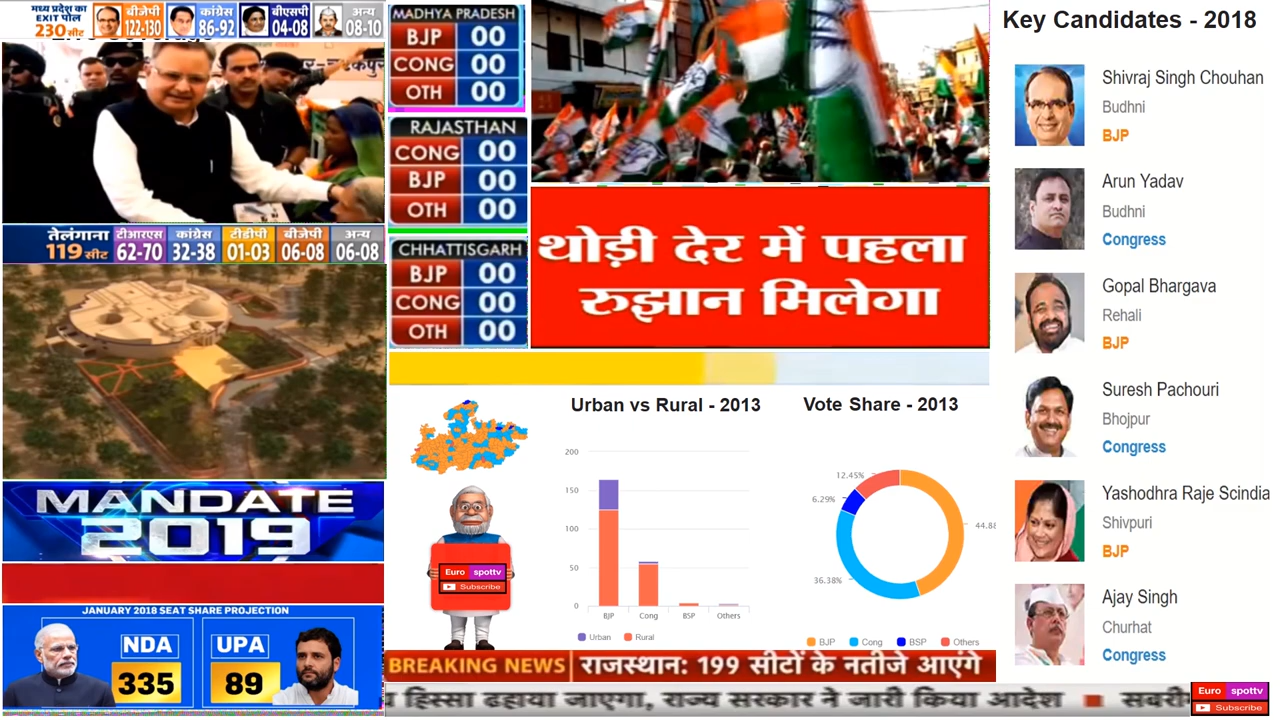 मध्य प्रदेश का
EXIT पोल
230 सीट
बीजेपी
122-130
कांग्रेस
86-92
बीएसपी
04-08
अन्य
08-10
तेलंगाना
119 सीट
टीआरएस
62-70
कांग्रेस
32-38
टीडीपी
01-03
बीजेपी
06-08
अन्य
06-08
MANDATE
2019
JANUARY 2018 SEAT SHARE PROJECTION
NDA
335
UPA
89
MADHYA PRADESH
BJP 00
CONG 00
OTH 00
RAJASTHAN
CONG 00
BJP 00
OTH 00
CHHATTISGARH
BJP 00
CONG 00
OTH 00
थोड़ी देर में पहला
रुझान मिलेगा
Euro spottv
Subscribe
Urban vs Rural - 2013
200
150
100
50
0
BJP Cong BSP Others
Urban Rural
Vote Share - 2013
12.45%
6.29%
44.88
36.38%
BJP Cong BSP Others
BREAKING NEWS राजस्थान: 199 सीटों के नतीजे आएंगे
हिस्सा ढहाया जाएगा, राज्य सरकार ने जारी किया आदेश
Key Candidates - 2018
Shivraj Singh Chouhan
Budhni
BJP
Arun Yadav
Budhni
Congress
Gopal Bhargava
Rehali
BJP
Suresh Pachouri
Bhojpur
Congress
Yashodhra Raje Scindia
Shivpuri
BJP
Ajay Singh
Churhat
Congress
Euro spottv
Subscribe